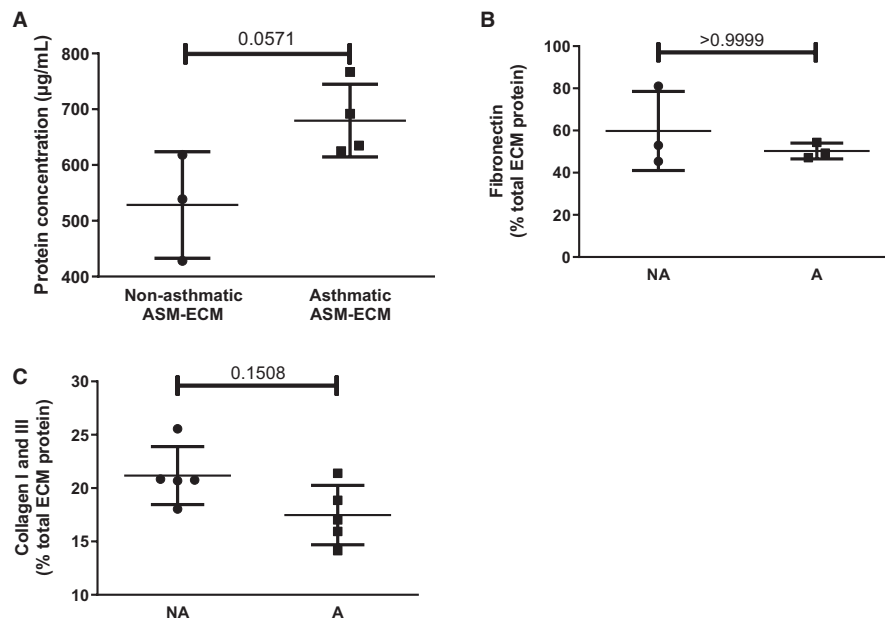 A
0.0571
Protein concentration (µg/mL)
800
700
600
500
400
Non-asthmatic
ASM-ECM
Asthmatic
ASM-ECM
B
>0.9999
Fibronectin
(% total ECM protein)
100
80
60
40
20
0
NA
A
C
0.1508
Collagen I and III
(% total ECM protein)
30
25
20
15
10
NA
A